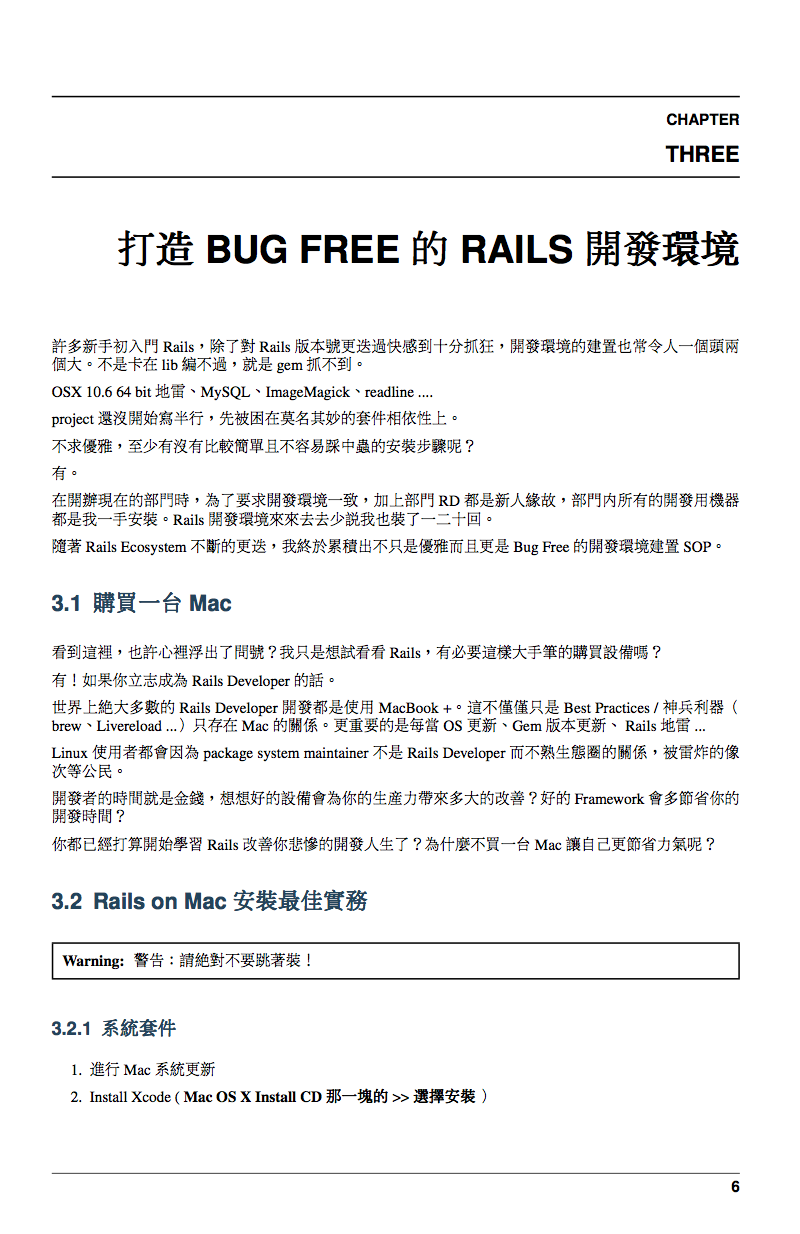 CHAPTER
THREE
打造 BUG FREE 的 RAILS 開發環境
許多新手初入門 Rails，除了對 Rails 版本號更迭過快感到十分抓狂，開發環境的建置也常令人一個頭兩
個大。不是卡在 lib 編不過，就是 gem 抓不到。
OSX 10.6 64 bit 地雷、MySQL、ImageMagick、readline ....
project 還沒開始寫半行，先被困在莫名其妙的套件相依性上。
不求優雅，至少有沒有比較簡單且不容易踩中蟲的安裝步驟呢？
有。
在開辦現在的部門時，為了要求開發環境一致，加上部門 RD 都是新人緣故，部門內所有的開發用機器
都是我一手安裝。Rails 開發環境來來去去少說我也裝了一二十回。
隨著 Rails Ecosystem 不斷的更迭，我終於累積出不只是優雅而且更是 Bug Free 的開發環境建置 SOP。
3.1 購買一台 Mac
看到這裡，也許心裡浮出了問號？我只是想試看看 Rails，有必要這樣大手筆的購買設備嗎？
有！如果你立志成為 Rails Developer 的話。
世界上絕大多數的 Rails Developer 開發都是使用 MacBook +。這不僅僅只是 Best Practices / 神兵利器（
brew、Livereload ...）只存在 Mac 的關係。更重要的是每當 OS 更新、Gem 版本更新、 Rails 地雷 ...
Linux 使用者都會因為 package system maintainer 不是 Rails Developer 而不熟生態圈的關係，被雷炸的像
次等公民。
開發者的時間就是金錢，想想好的設備會為你的生產力帶來多大的改善？好的 Framework 會多節省你的
開發時間？
你都已經打算開始學習 Rails 改善你悲慘的開發人生了？為什麼不買一台 Mac 讓自己更節省力氣呢？
3.2 Rails on Mac 安裝最佳實務
Warning: 警告：請絕對不要跳著裝！
3.2.1 系統套件
1. 進行 Mac 系統更新
2. Install Xcode ( Mac OS X Install CD 那一塊的 >> 選擇安裝 ）
6